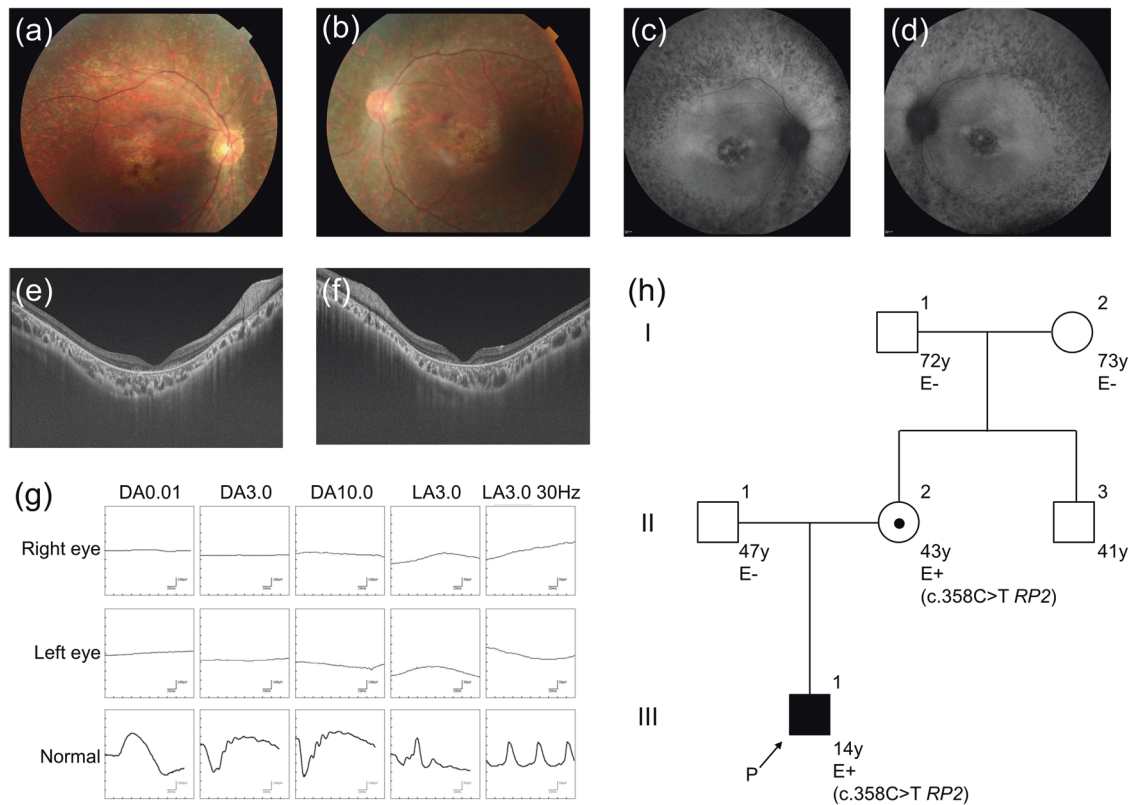 (a)
(b)
(c)
(d)
(e)
(f)
(g)
DA0.01 DA3.0 DA10.0 LA3.0 LA3.0 30Hz
Right eye
Left eye
Normal
(h)
I
1
72y
E-
2
73y
E-
II
1
47y
E-
2
43y
E+
(c.358C>T RP2)
3
41y
III
1
P
14y
E+
(c.358C>T RP2)